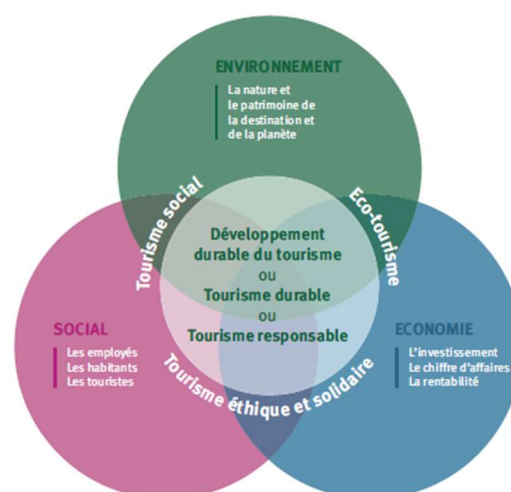 ENVIRONNEMENT
La nature et
le patrimoine de
la destination et
de la planète
Tourisme social
Eco-tourisme
Développement
durable du tourisme
ou
Tourisme durable
ou
Tourisme responsable
SOCIAL
Les employés
Les habitants
Les touristes
ECONOMIE
L'investissement
Le chiffre d'affaires
La rentabilité
Tourisme éthique et solidaire